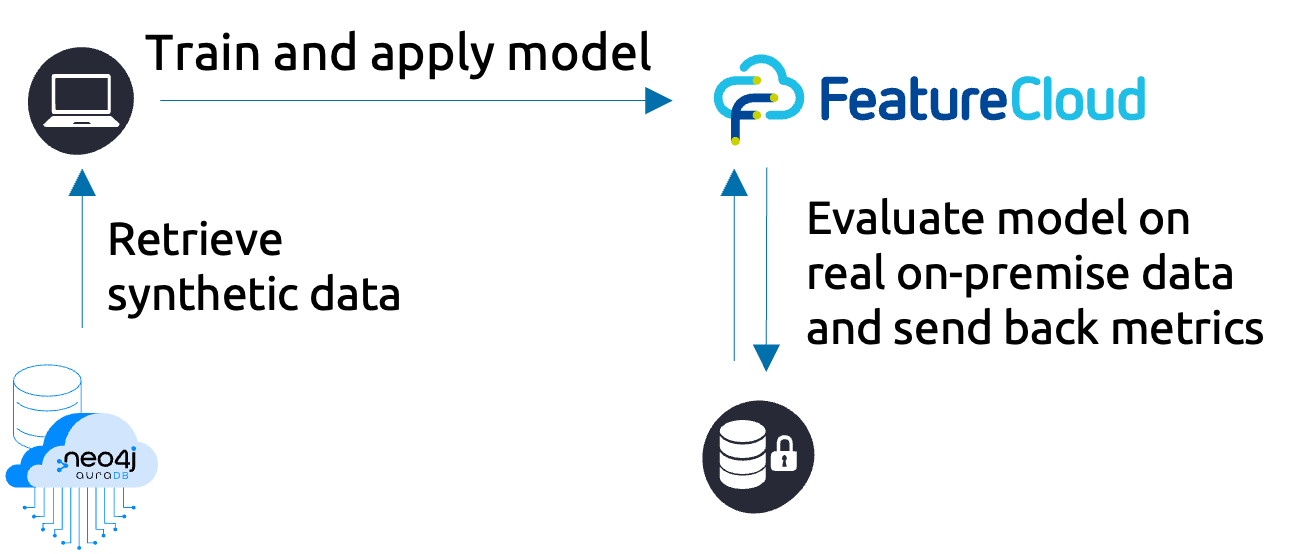 Train and apply model
FeatureCloud
Retrieve
synthetic data
Evaluate model on
real on-premise data
and send back metrics
neo4j
auraDB